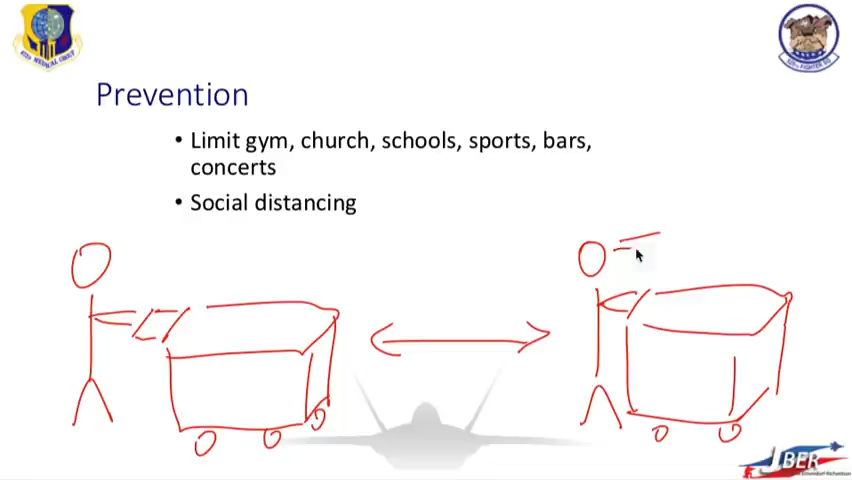 Prevention
• Limit gym, church, schools, sports, bars,
concerts
• Social distancing
JBER